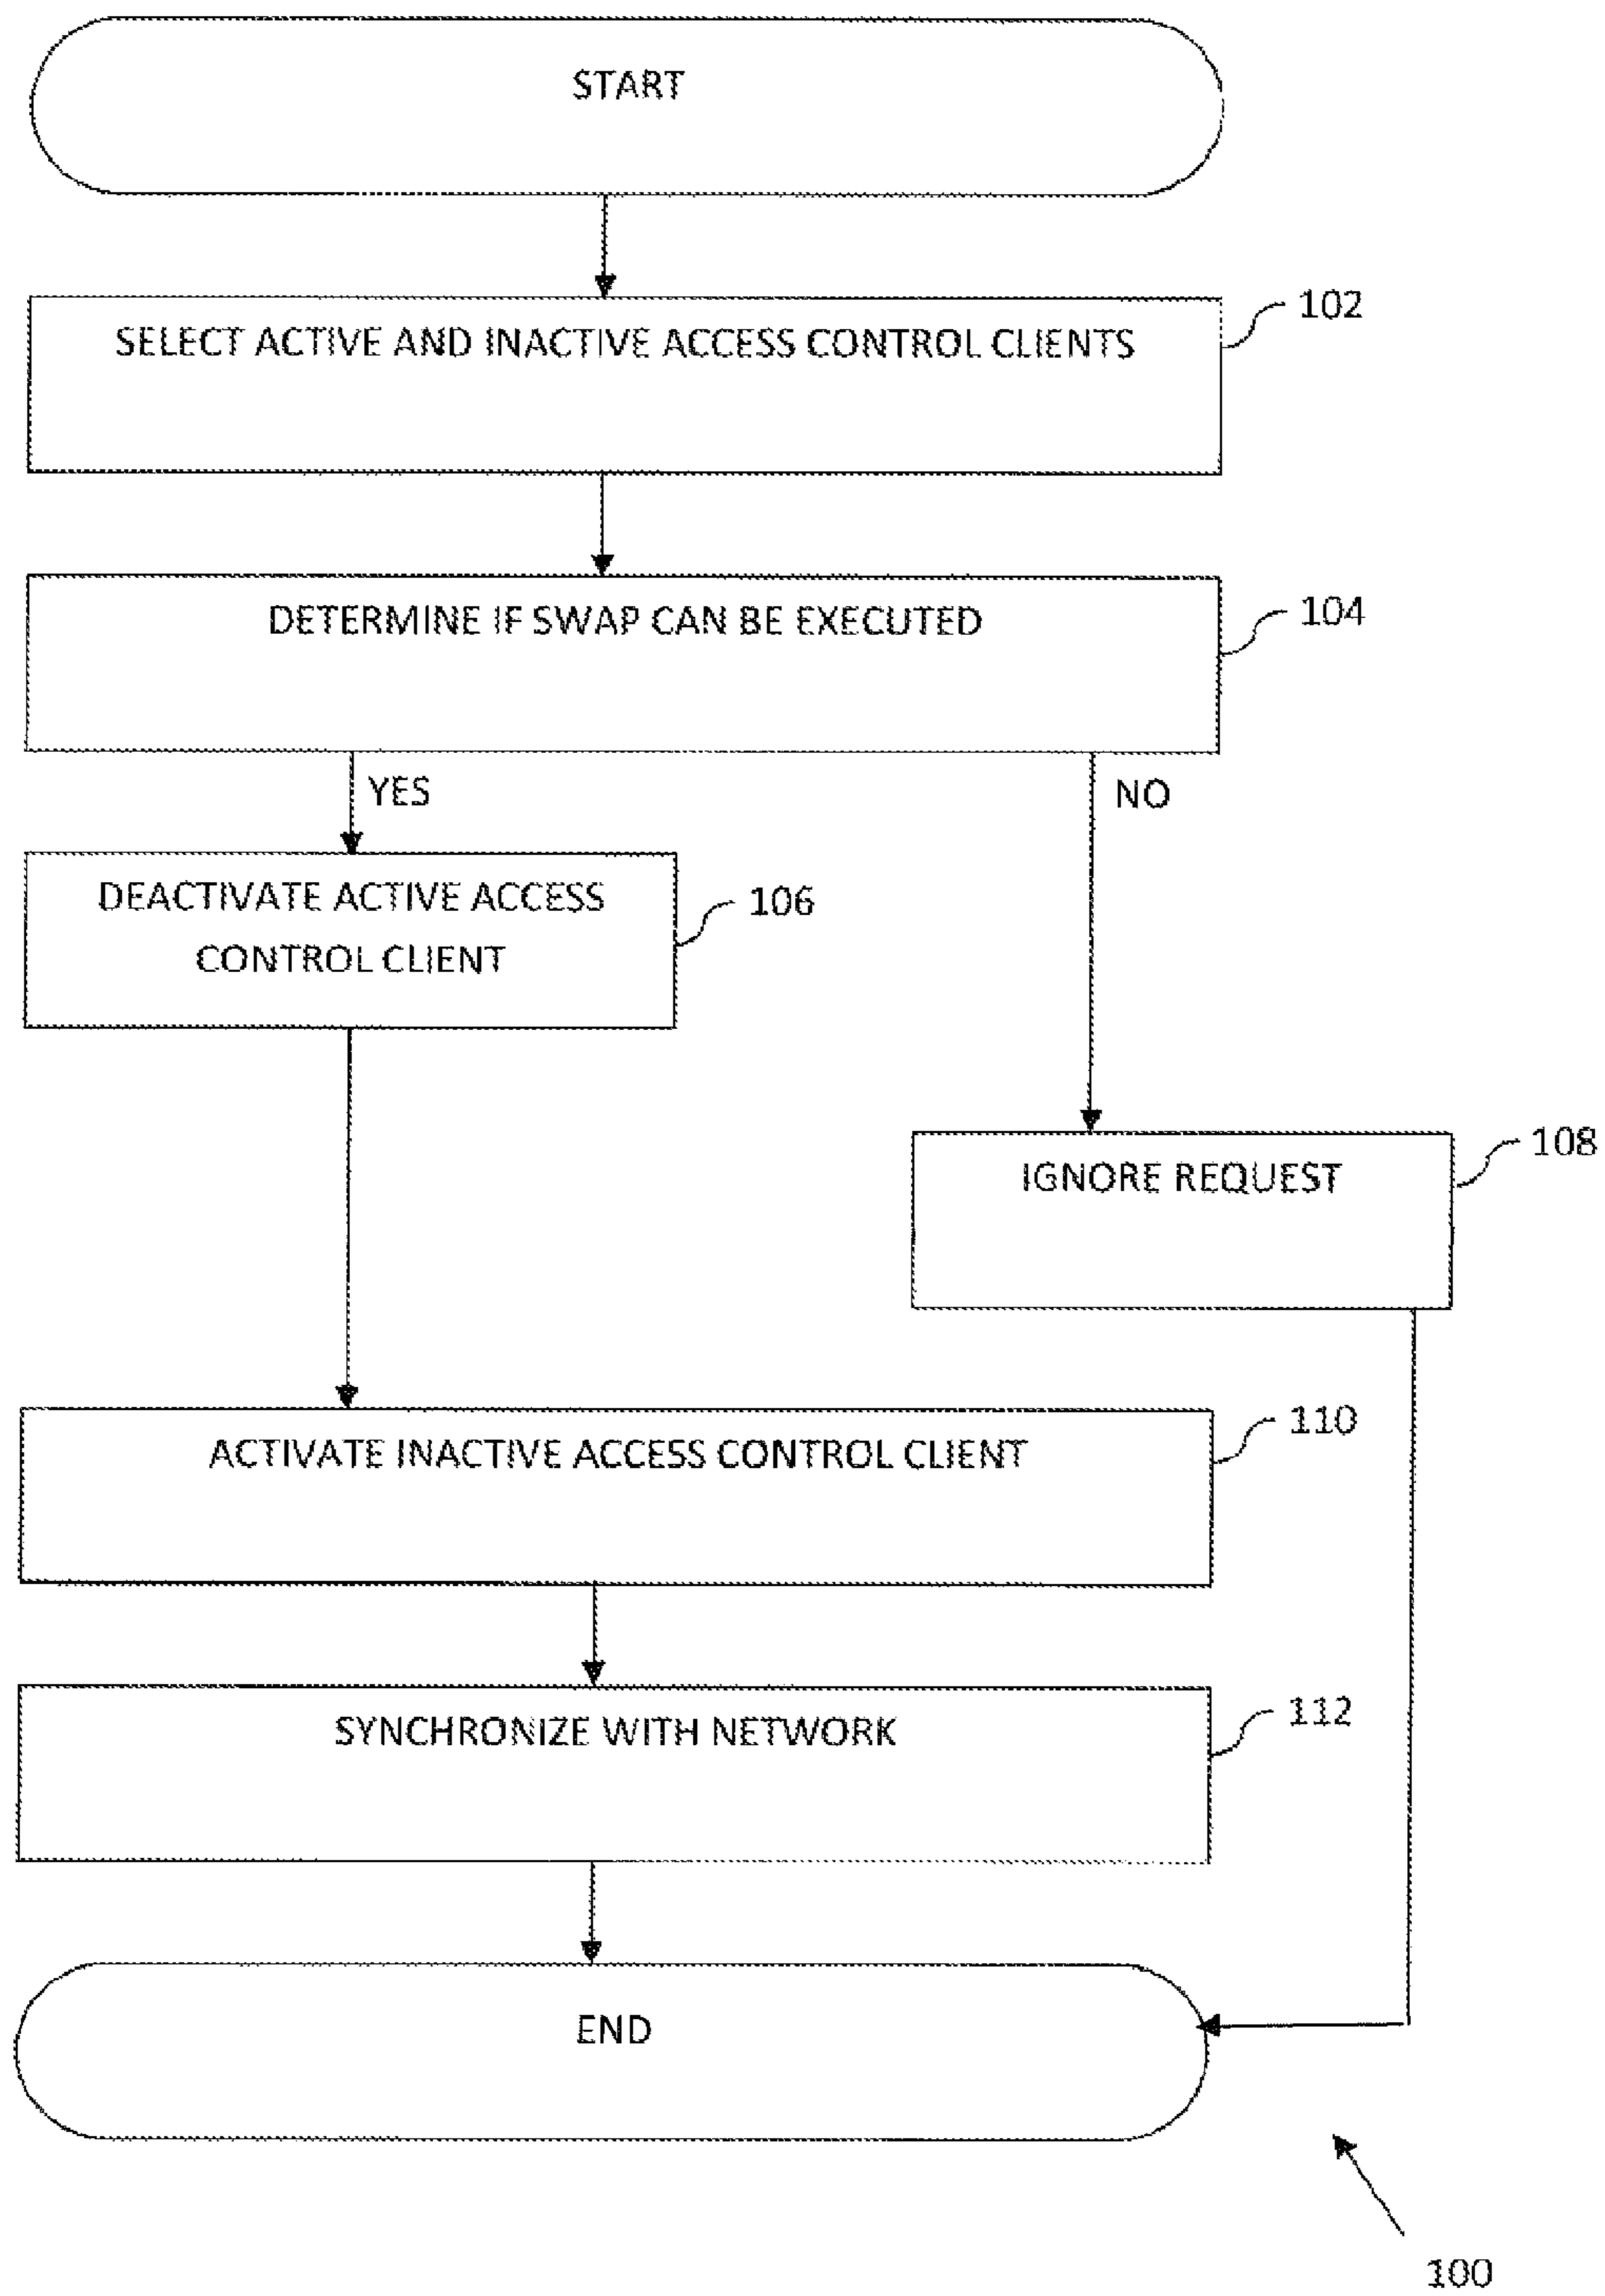 START
SELECT ACTIVE AND INACTIVE ACCESS CONTROL CLIENTS
102
DETERMINE IF SWAP CAN BE EXECUTED
104
YES
NO
DEACTIVATE ACTIVE ACCESS
CONTROL CLIENT
106
IGNORE REQUEST
108
ACTIVATE INACTIVE ACCESS CONTROL CLIENT
110
SYNCHRONIZE WITH NETWORK
112
END
100